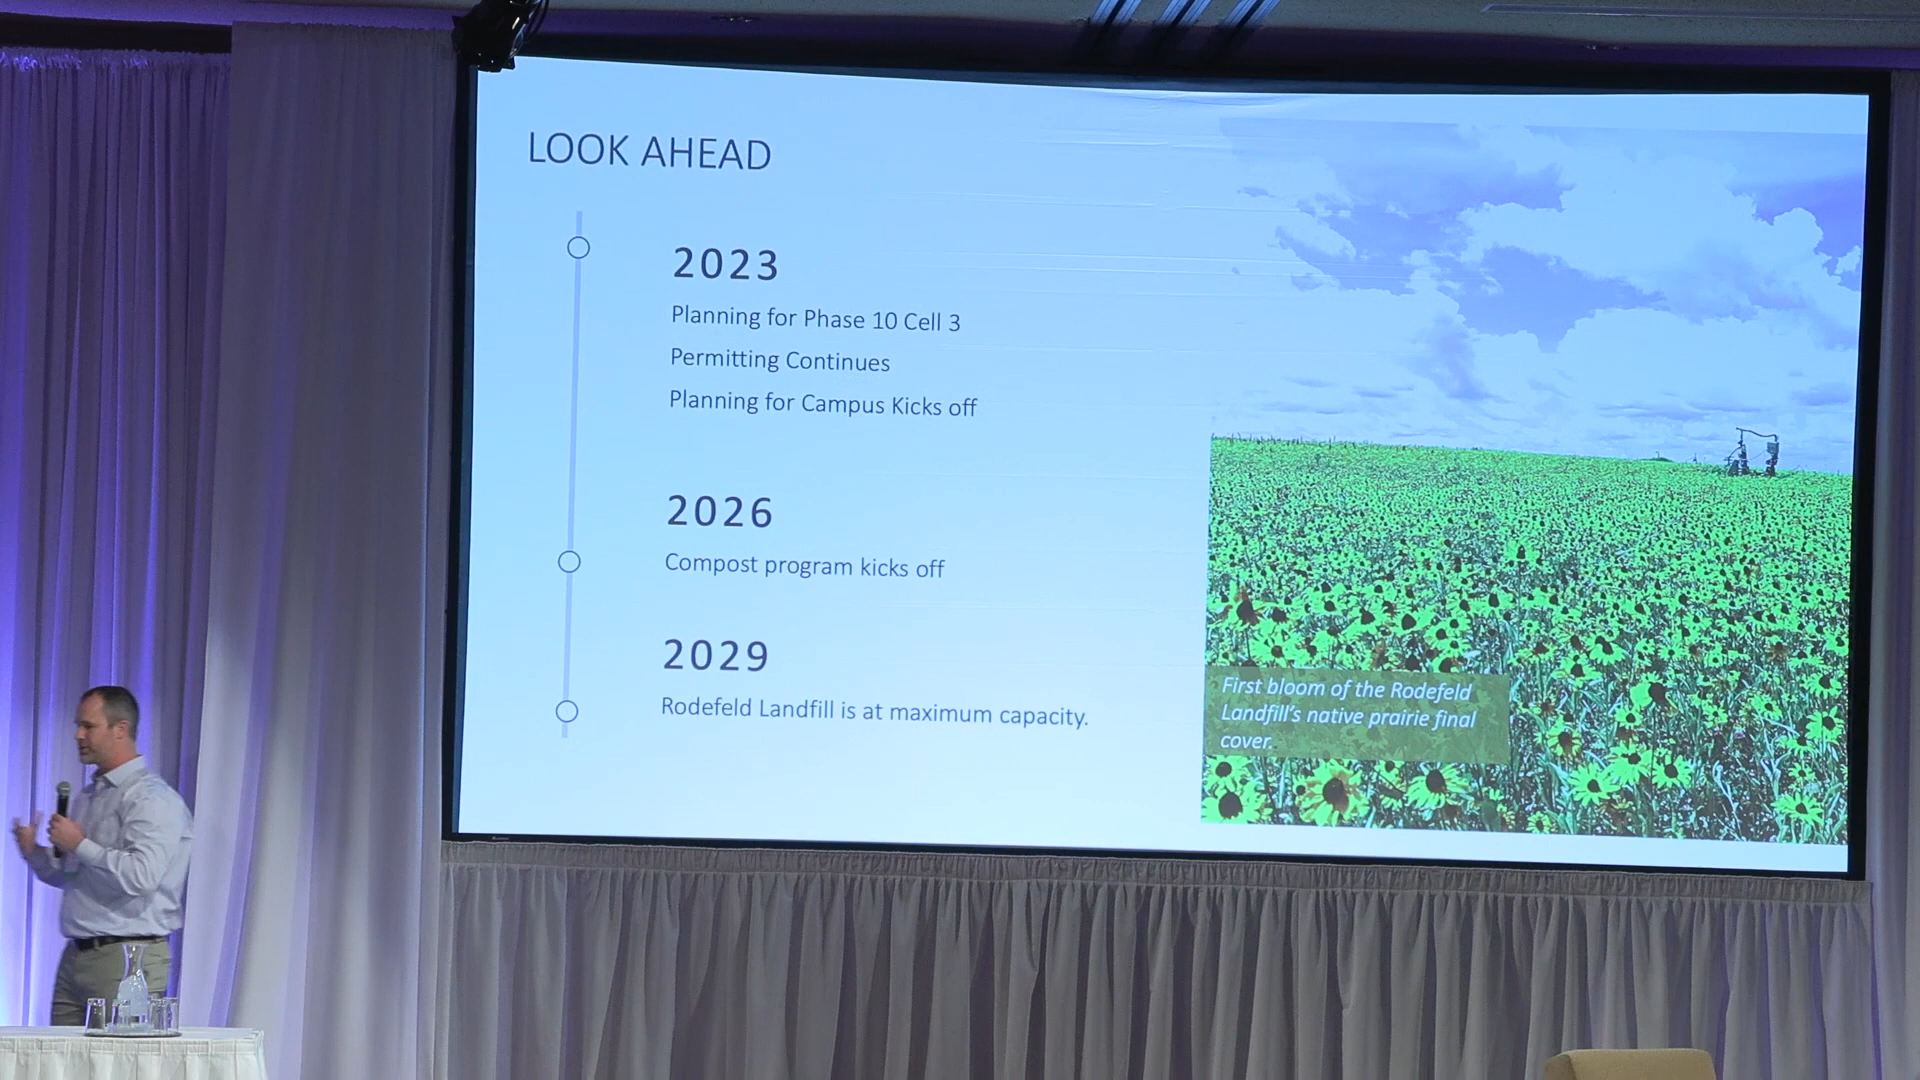 LOOK AHEAD
2023
Planning for Phase 10 Cell 3
Permitting Continues
Planning for Campus Kicks off
2026
Compost program kicks off
2029
Rodefeld Landfill is at maximum capacity.
First bloom of the Rodefeld
Landfill's native prairie final
cover.